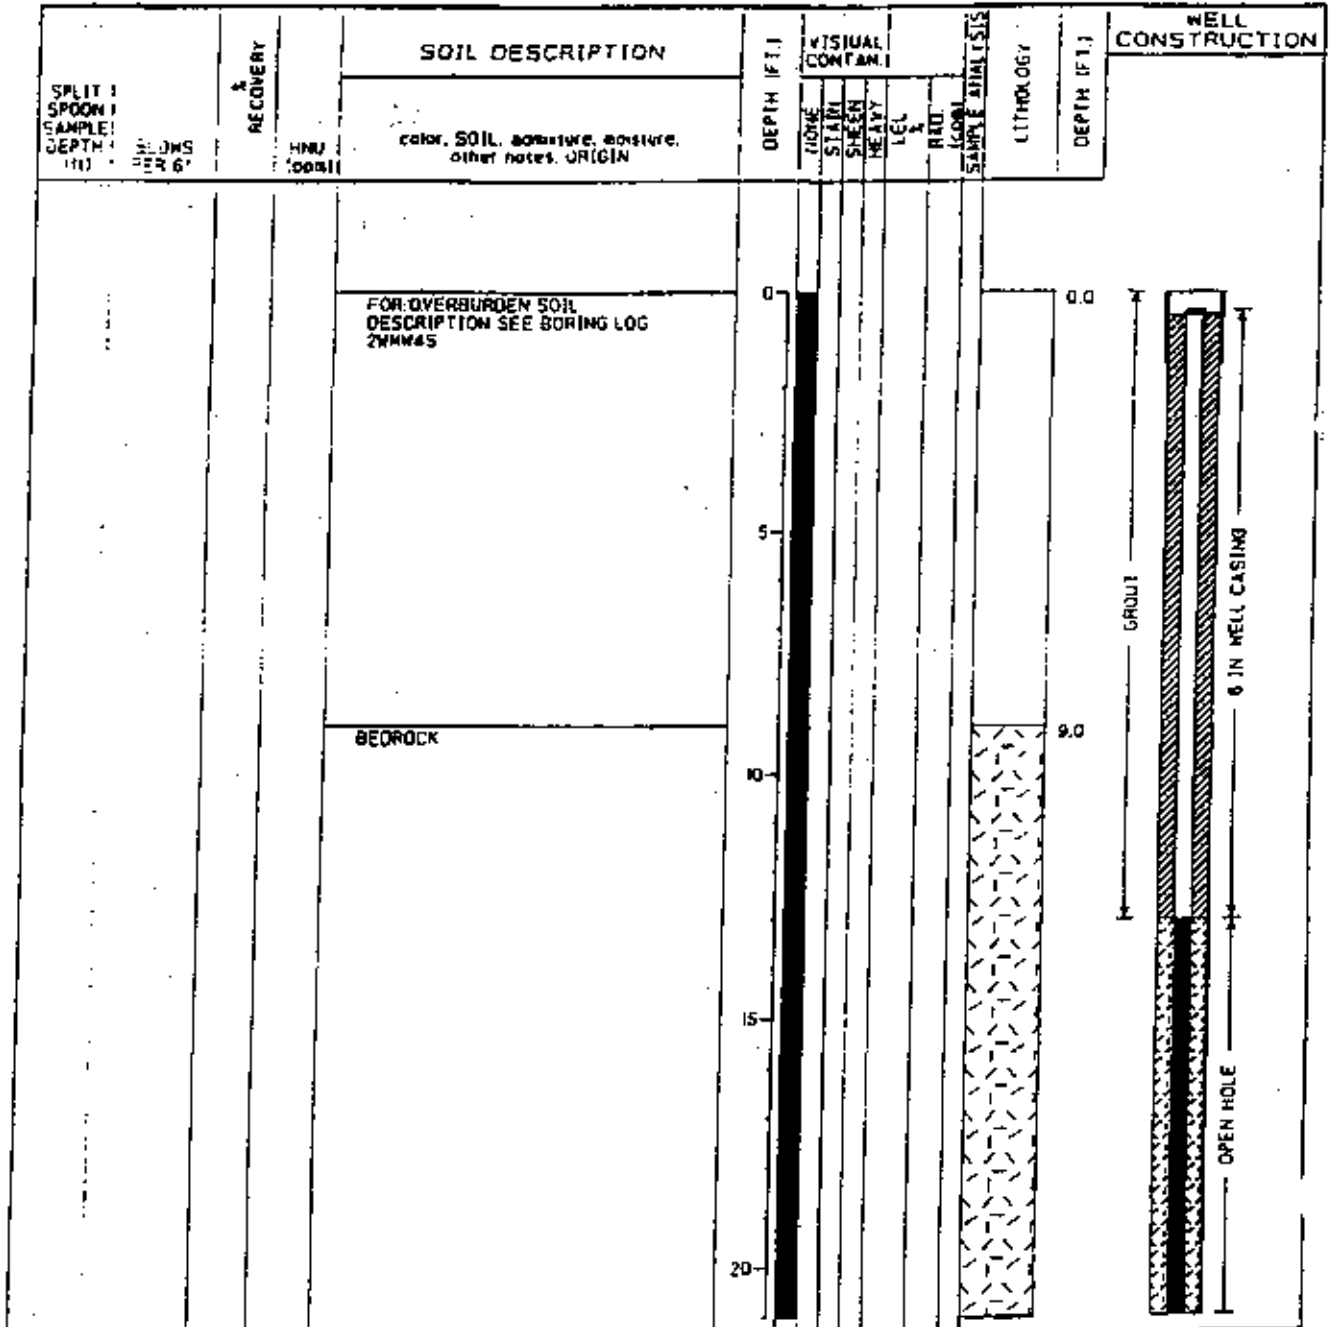 SPLIT
SPOON
SAMPLE
DEPTH
PER 6"
%
RECOVERY
HNU
SOIL DESCRIPTION
color, SOIL, admixture, moisture,
other notes, ORIGIN
DEPTH (FT.)
VISIUAL
CONTAM.
NONE
STAIN
SHEEN
HEAVY
LEL
%
RAD.
SAMPLE ANALYSIS
LITHOLOGY
DEPTH (FT.)
WELL
CONSTRUCTION
FOR OVERBURDEN SOIL
DESCRIPTION SEE BORING LOG
2WMW4S
0
0.0
5
GROUT
6 IN WELL CASING
BEDROCK
9.0
10
15
OPEN HOLE
20